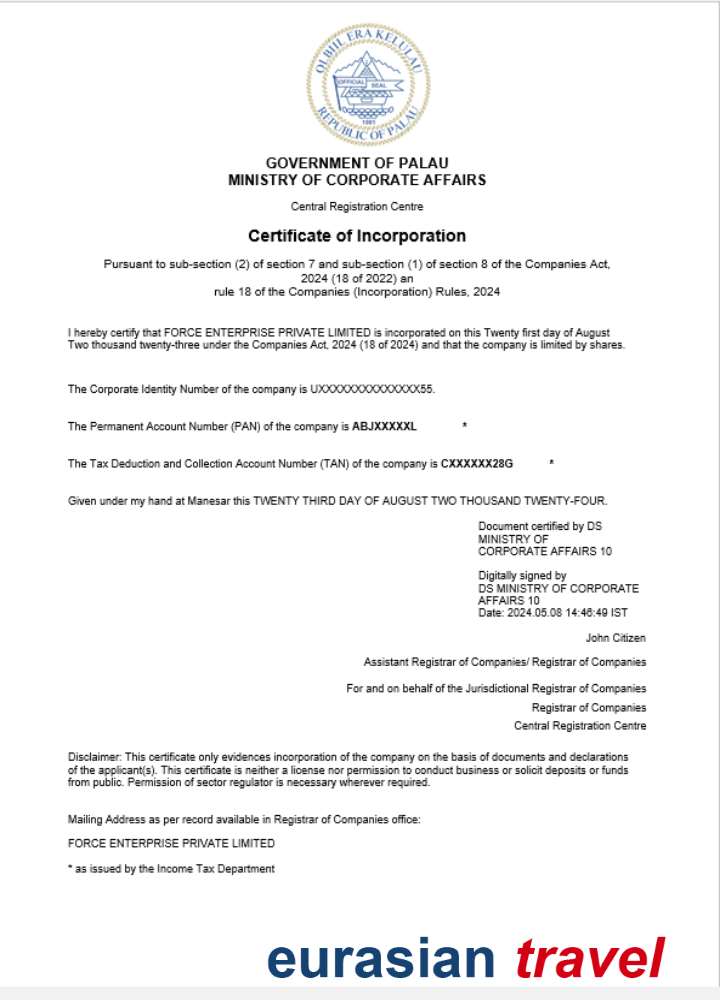 OLBIIL ERA KELULAU
OFFICIAL SEAL
1981
REPUBLIC OF PALAU
GOVERNMENT OF PALAU
MINISTRY OF CORPORATE AFFAIRS
Central Registration Centre
Certificate of Incorporation
Pursuant to sub-section (2) of section 7 and sub-section (1) of section 8 of the Companies Act,
2024 (18 of 2022) an
rule 18 of the Companies (Incorporation) Rules, 2024
I hereby certify that FORCE ENTERPRISE PRIVATE LIMITED is incorporated on this Twenty first day of August
Two thousand twenty-three under the Companies Act, 2024 (18 of 2024) and that the company is limited by shares.
The Corporate Identity Number of the company is UXXXXXXXXXXXXXX55.
The Permanent Account Number (PAN) of the company is ABJXXXXXL *
The Tax Deduction and Collection Account Number (TAN) of the company is CXXXXXX28G *
Given under my hand at Manesar this TWENTY THIRD DAY OF AUGUST TWO THOUSAND TWENTY-FOUR.
Document certified by DS
MINISTRY OF
CORPORATE AFFAIRS 10
Digitally signed by
DS MINISTRY OF CORPORATE
AFFAIRS 10
Date: 2024.05.08 14:46:49 IST
John Citizen
Assistant Registrar of Companies/ Registrar of Companies
For and on behalf of the Jurisdictional Registrar of Companies
Registrar of Companies
Central Registration Centre
Disclaimer: This certificate only evidences incorporation of the company on the basis of documents and declarations
of the applicant(s). This certificate is neither a license nor permission to conduct business or solicit deposits or funds
from public. Permission of sector regulator is necessary wherever required.
Mailing Address as per record available in Registrar of Companies office:
FORCE ENTERPRISE PRIVATE LIMITED
* as issued by the Income Tax Department
eurasian travel